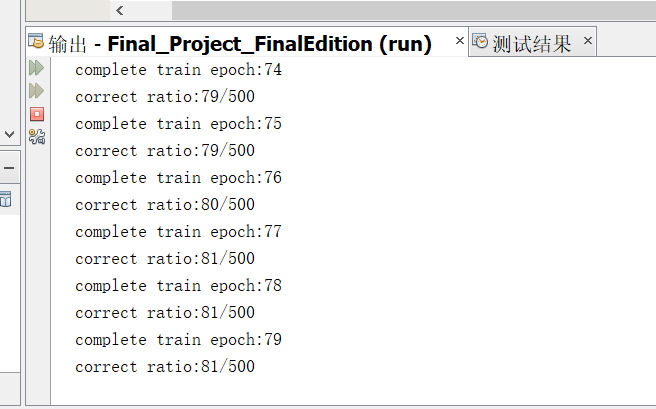 输出 - Final_Project_FinalEdition (run) × 测试结果 ×
complete train epoch:74
correct ratio:79/500
complete train epoch:75
correct ratio:79/500
complete train epoch:76
correct ratio:80/500
complete train epoch:77
correct ratio:81/500
complete train epoch:78
correct ratio:81/500
complete train epoch:79
correct ratio:81/500